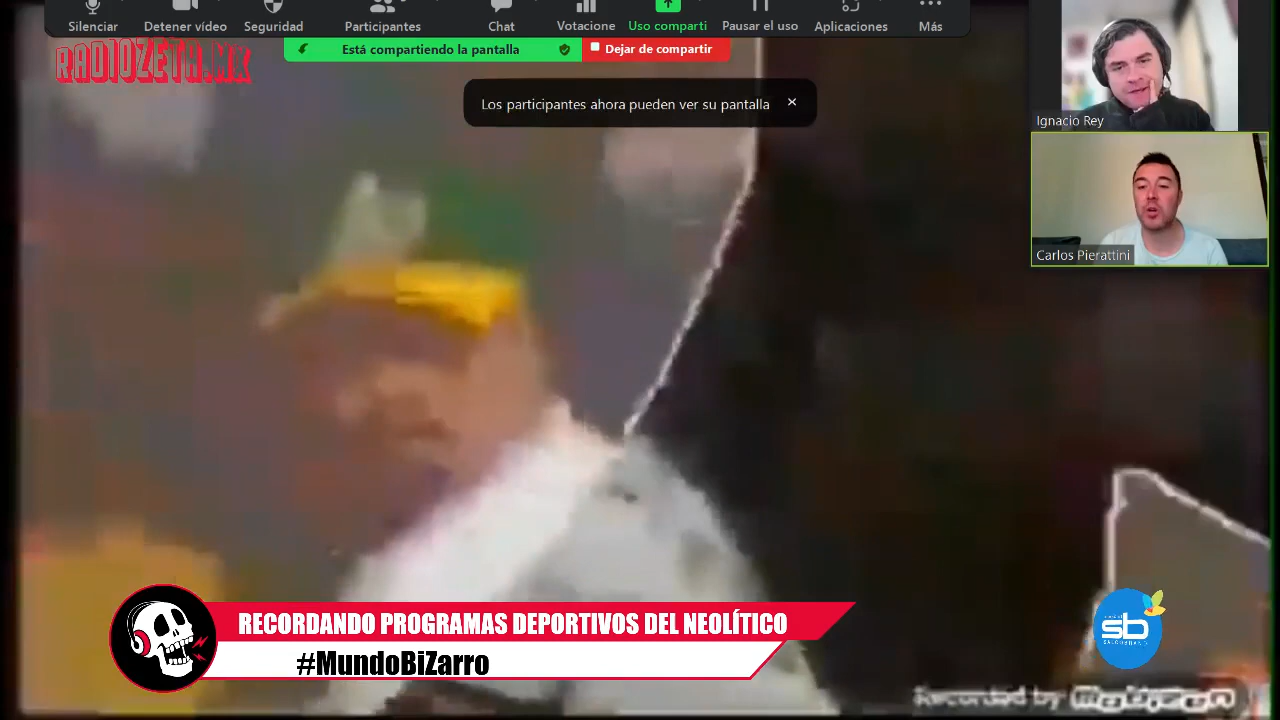 Silenciar
Detener vídeo
Seguridad
Participantes
Chat
Votacione
Uso comparti
Pausar el uso
Aplicaciones
Más
RADIOZETA.MX
Está compartiendo la pantalla
Dejar de compartir
Los participantes ahora pueden ver su pantalla
Ignacio Rey
Carlos Pierattini
RECORDANDO PROGRAMAS DEPORTIVOS DEL NEOLÍTICO
#MundoBiZarro
sb
SALCOBRAND
Recorded by Mobizen